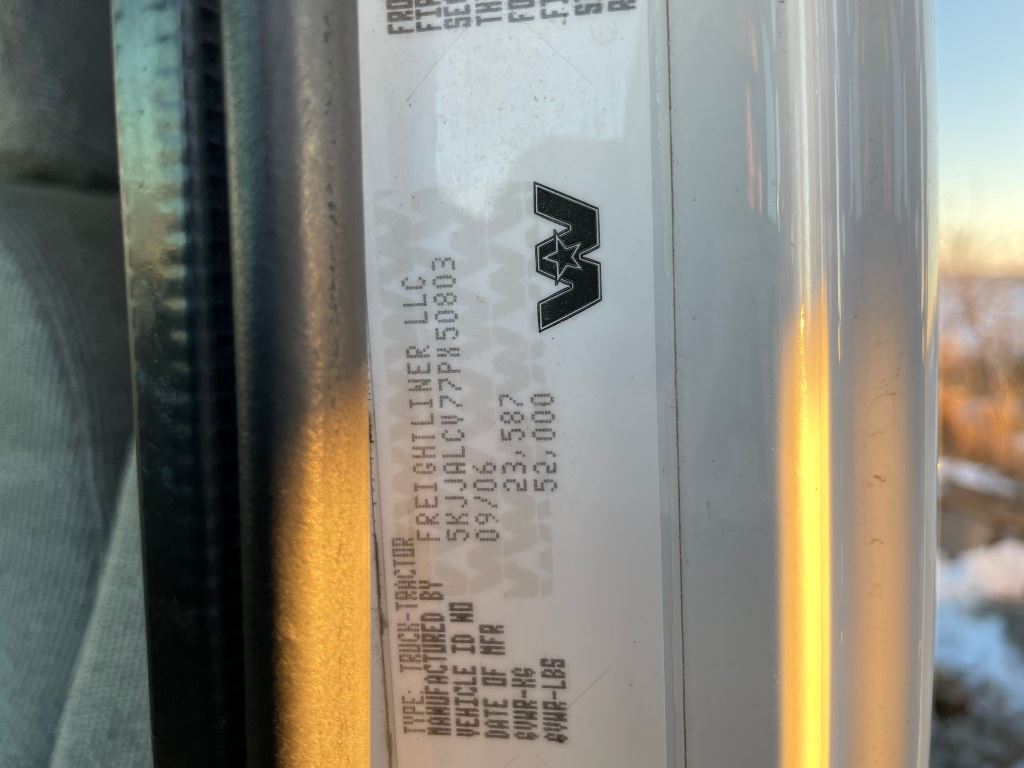 TYPE- TRUCK-TRACTOR
MANUFACTURED BY FREIGHTLINER LLC
VEHICLE ID NO 5KJJALCV77PX50803
DATE OF MFR 09/06
GVWR-KG 23,587
GVWR-LBS 52,000